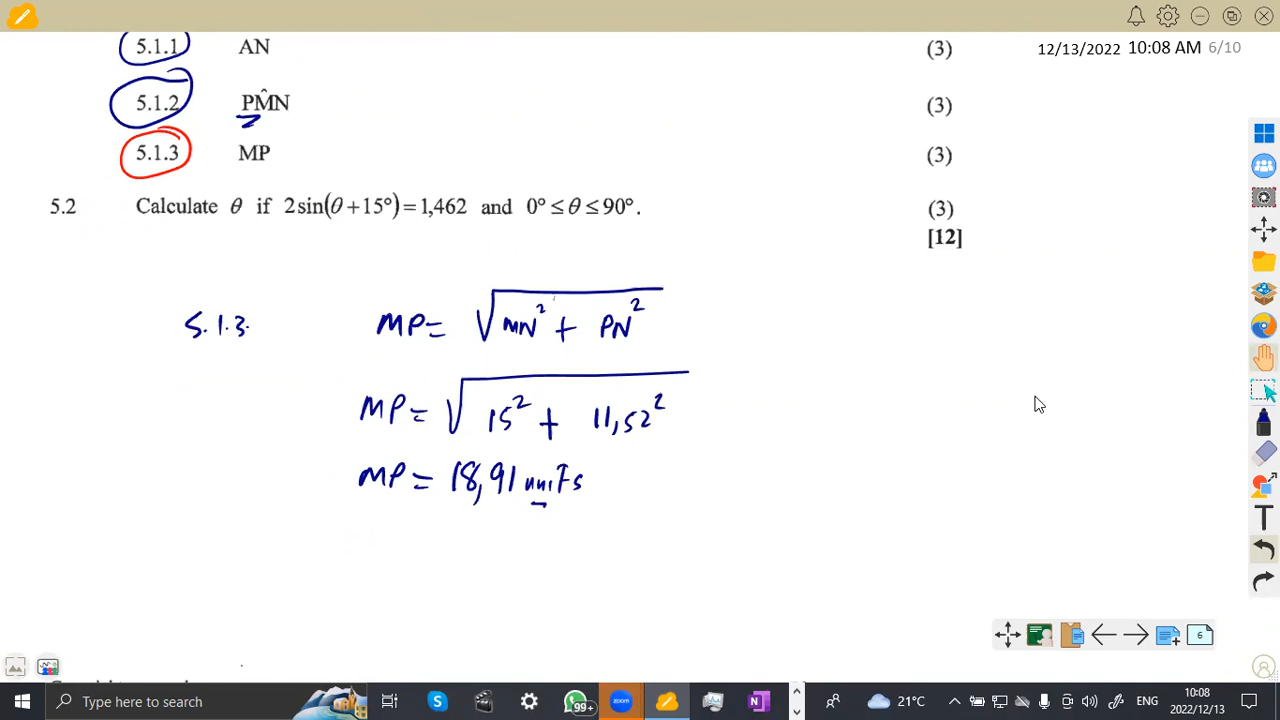 12/13/2022 10:08 AM 6/10
5.1.1 AN (3)
5.1.2 PM̂N (3)
5.1.3 MP (3)
5.2 Calculate θ if 2sin(θ+15°)=1,462 and 0°≤θ≤90°. (3)
[12]
5.1.3. MP= √MN² + PN²
MP= √15² + 11,52²
MP= 18,91 units
6
Type here to search
99+
zoom
21°C
ENG
10:08
2022/12/13